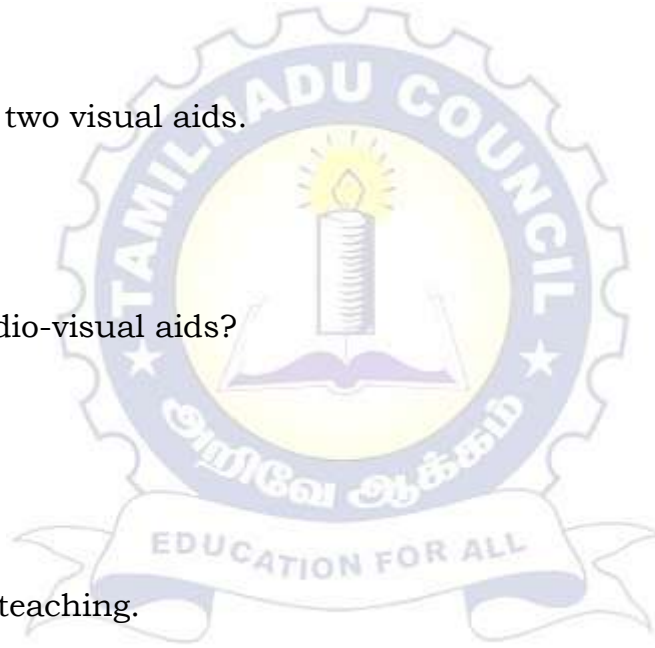 TAMILNADU COUNCIL
two visual aids.
dio-visual aids?
அறிவே ஆக்கம்
EDUCATION FOR ALL
teaching.